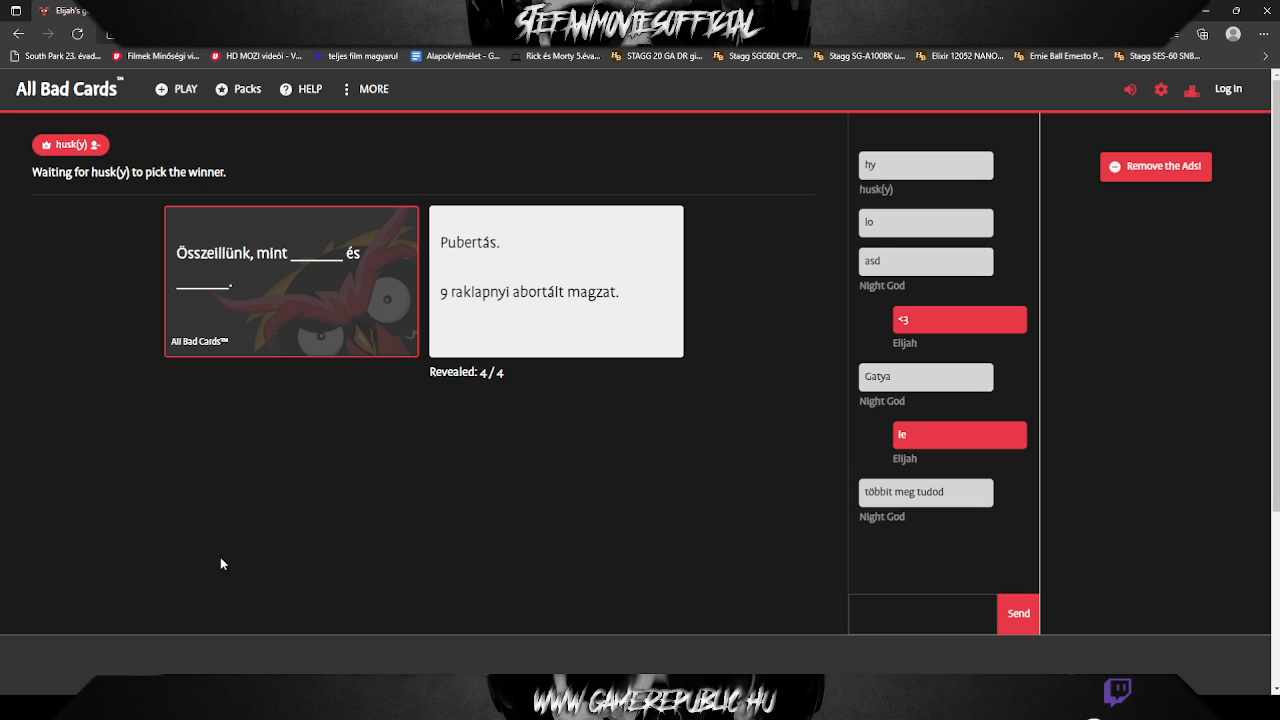 Elijah's g
STEFANMOVIESOFFICIAL
South Park 23. évad...
Filmek Minőségi vi...
HD MOZI videói - V...
teljes film magyarul
Alapok/elmélet - G...
Rick és Morty 5.éva...
STAGG 20 GA DR gi...
Stagg SGC6DL CPP...
Stagg SG-A100BK u...
Elixir 12052 NANO...
Ernie Ball Ernesto P...
Stagg SES-60 SNB...
All Bad Cards™
PLAY
Packs
HELP
MORE
Log In
husk(y)
Waiting for husk(y) to pick the winner.
Összeillünk, mint _______ és
_______.
All Bad Cards™
Pubertás.
9 raklapnyi abortált magzat.
Revealed: 4 / 4
hy
husk(y)
lo
asd
Night God
<3
Elijah
Gatya
Night God
le
Elijah
többit meg tudod
Night God
Send
Remove the Ads!
WWW GAMEREPUBLIC HU